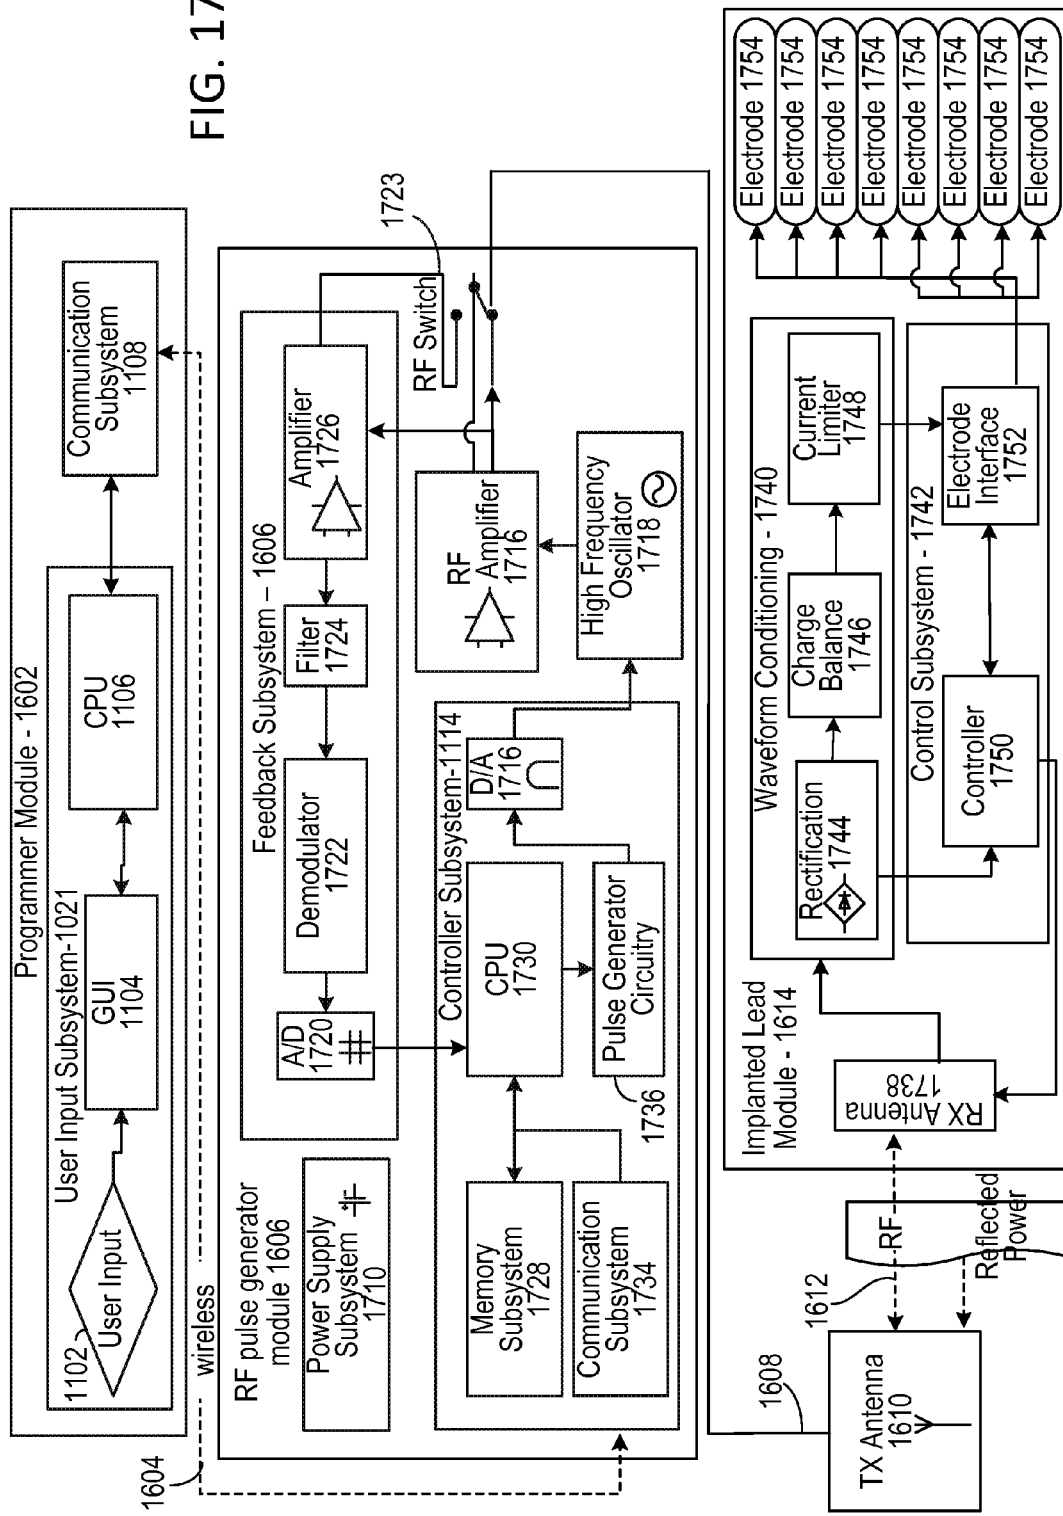 FIG. 17
Programmer Module - 1602
User Input Subsystem-1021
1102
User Input
GUI
1104
CPU
1106
Communication
Subsystem
1108
1604
wireless
RF pulse generator
module 1606
Power Supply
Subsystem
1710
Feedback Subsystem – 1606
A/D
1720
Demodulator
1722
Filter
1724
Amplifier
1726
RF Switch
1723
RF
Amplifier
1716
High Frequency
Oscillator
1718
Controller Subsystem-1114
Memory
Subsystem
1728
Communication
Subsystem
1734
CPU
1730
Pulse Generator
Circuitry
1736
D/A
1716
1608
TX Antenna
1610
1612
RF
Reflected
Power
Implanted Lead
Module - 1614
RX Antenna
1738
Waveform Conditioning - 1740
Rectification
1744
Charge
Balance
1746
Current
Limiter
1748
Control Subsystem - 1742
Controller
1750
Electrode
Interface
1752
Electrode 1754
Electrode 1754
Electrode 1754
Electrode 1754
Electrode 1754
Electrode 1754
Electrode 1754
Electrode 1754